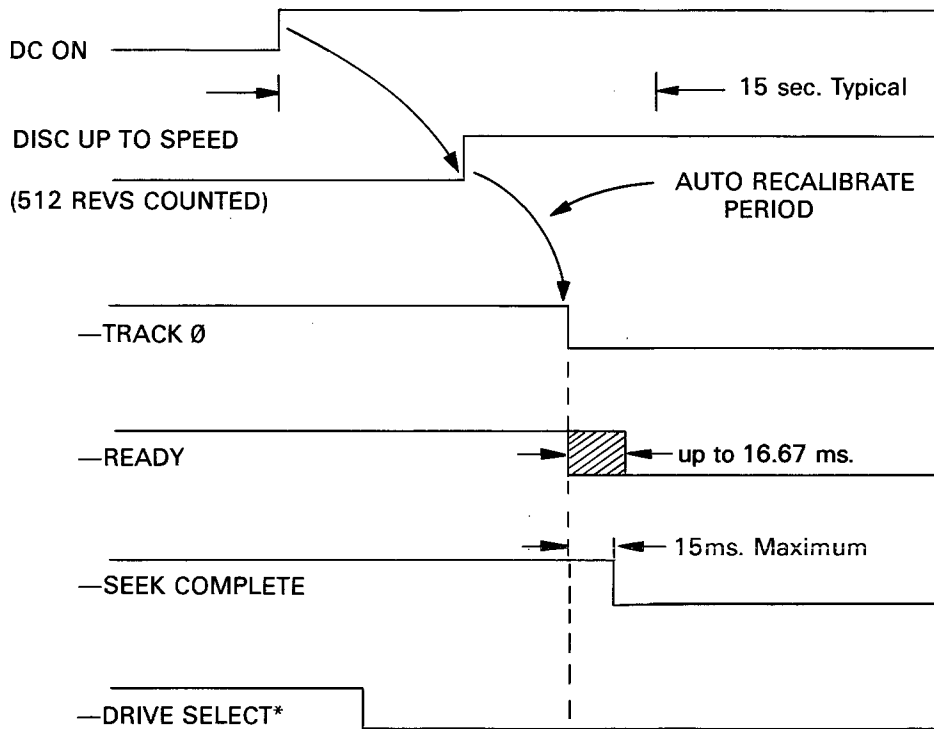 DC ON
15 sec. Typical
DISC UP TO SPEED
(512 REVS COUNTED)
AUTO RECALIBRATE
PERIOD
—TRACK Ø
—READY
up to 16.67 ms.
15ms. Maximum
—SEEK COMPLETE
—DRIVE SELECT*